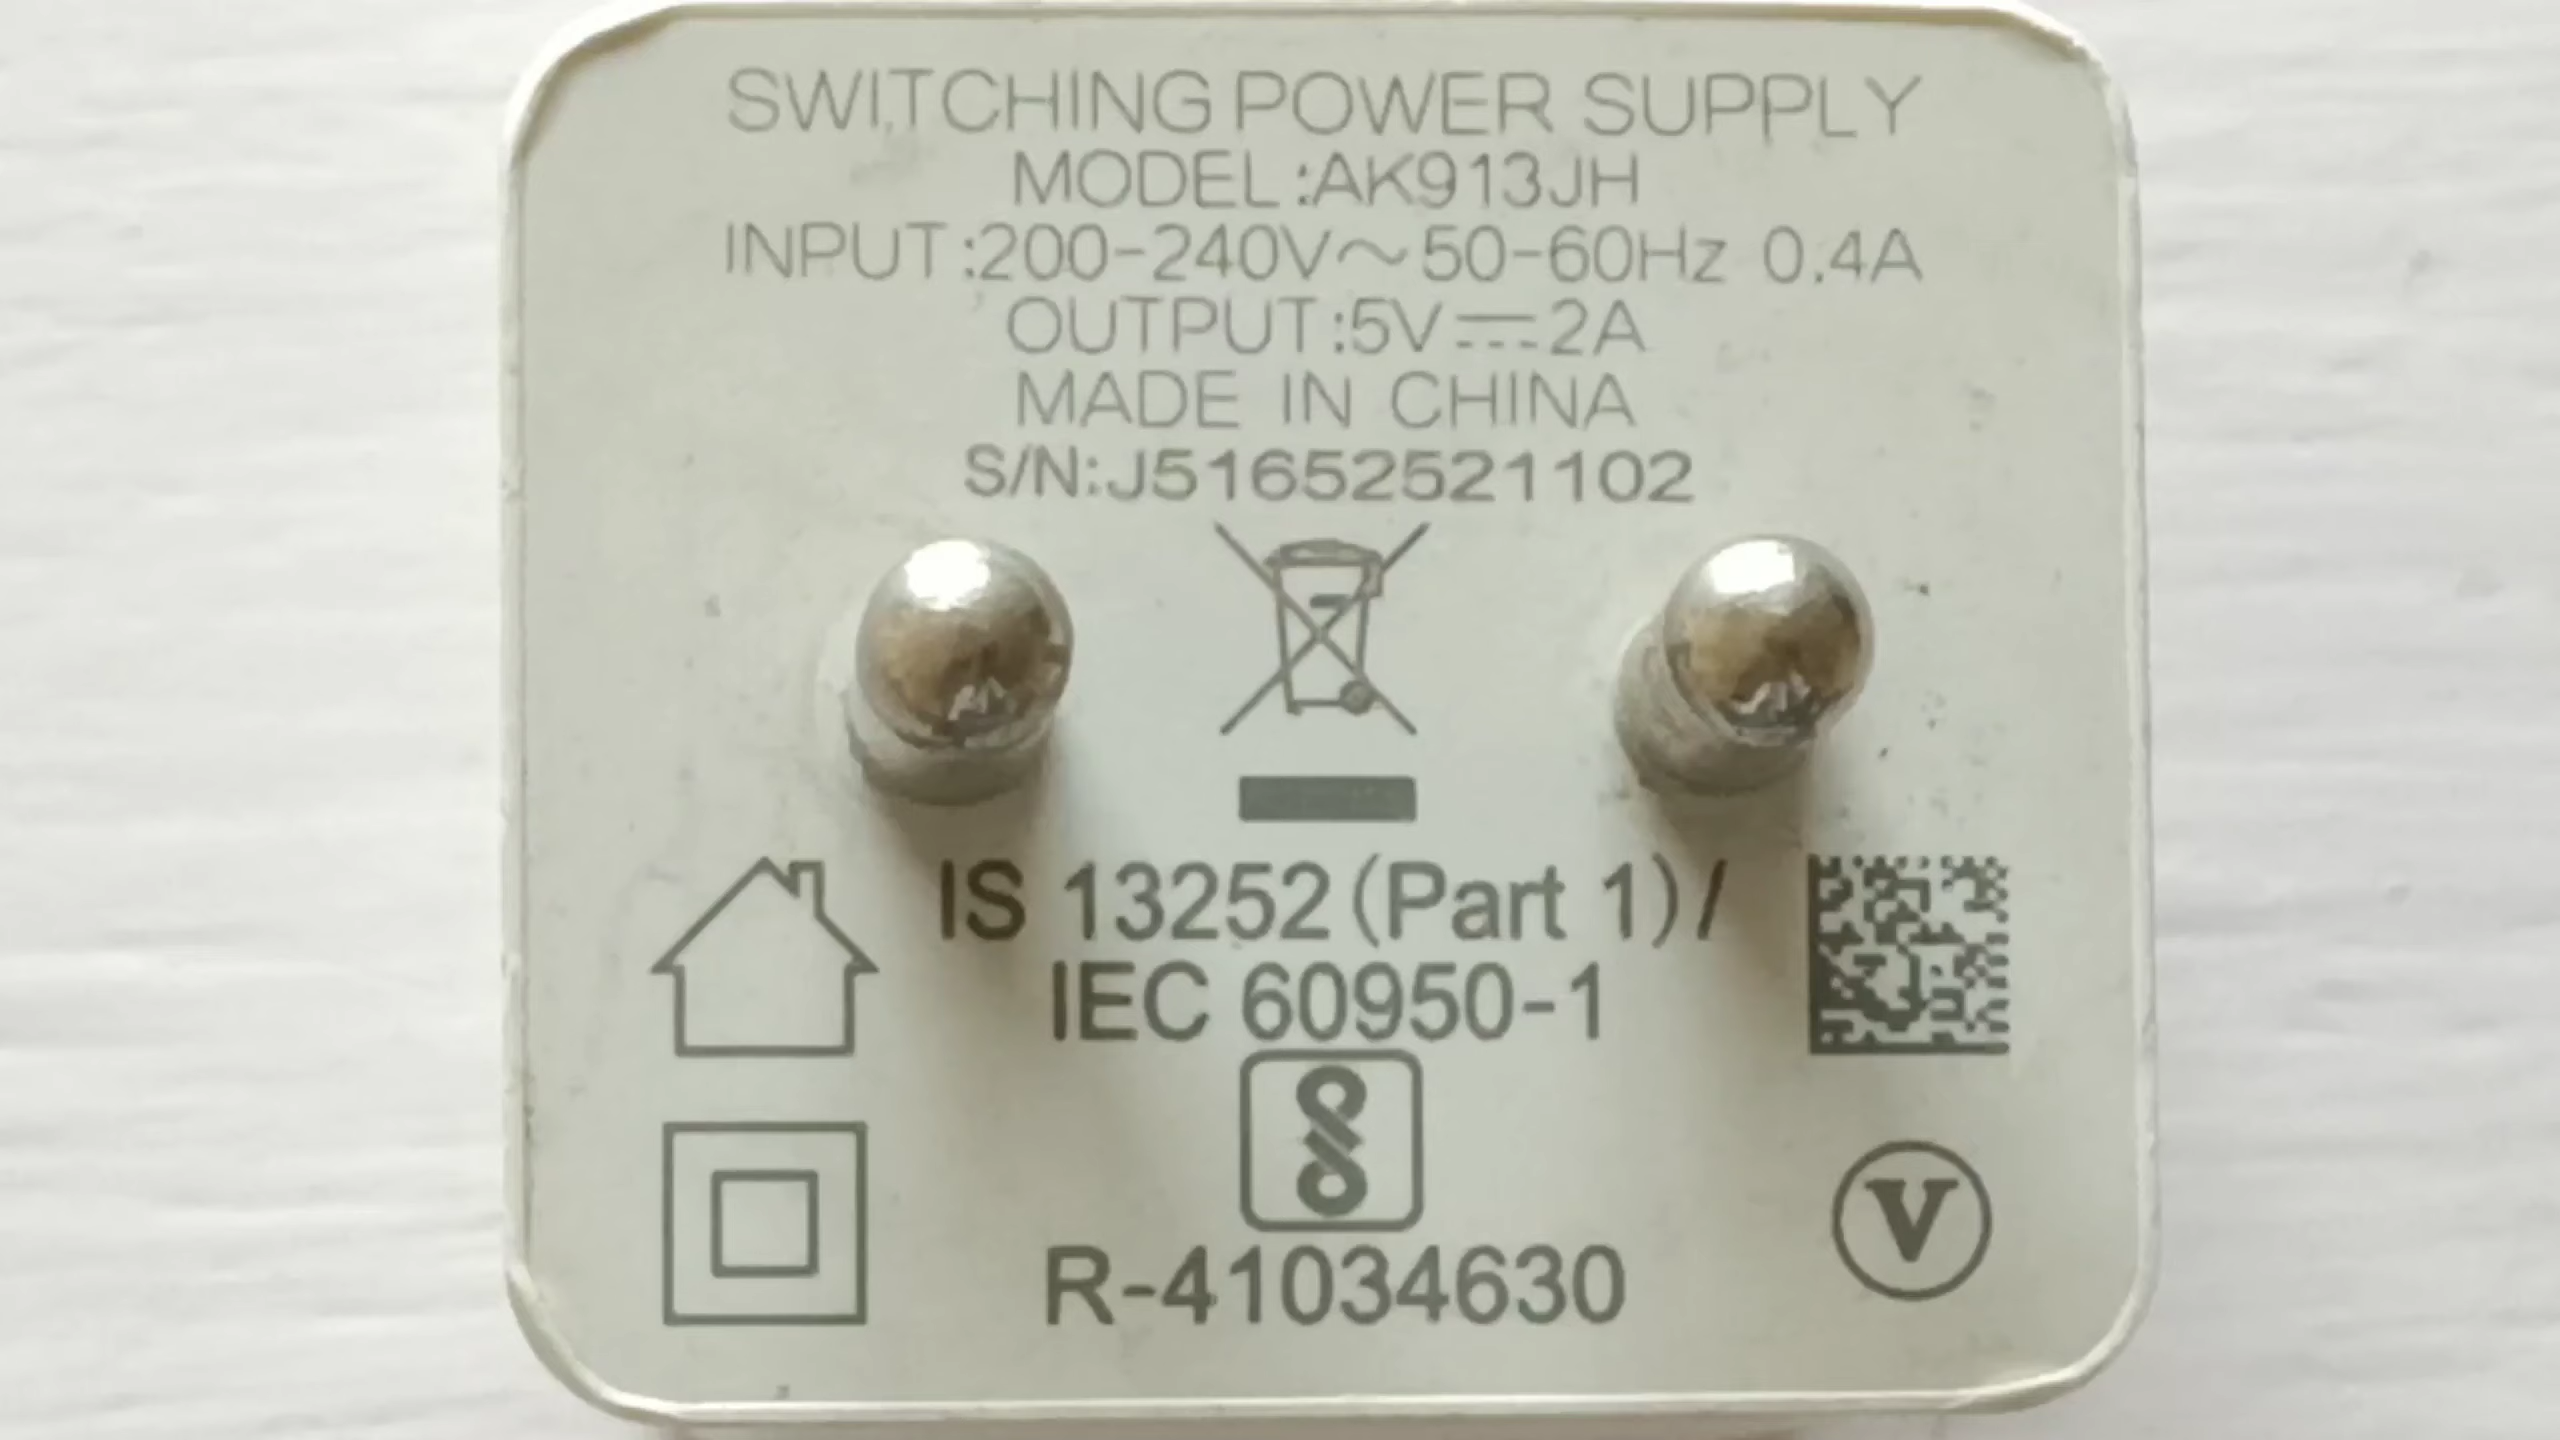 SWITCHING POWER SUPPLY
MODEL:AK913JH
INPUT:200-240V～50-60Hz 0.4A
OUTPUT:5V⎓2A
MADE IN CHINA
S/N:J51652521102
IS 13252(Part 1)/
IEC 60950-1
R-41034630
V